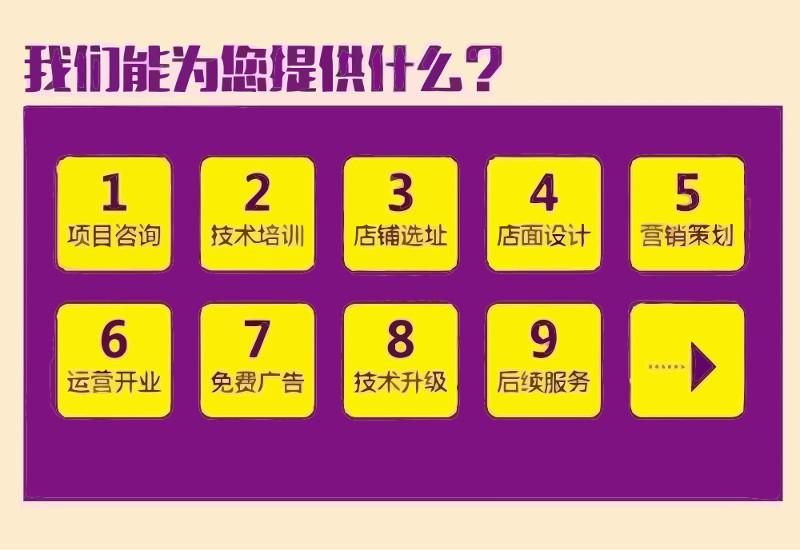 我们能为您提供什么?
1
项目咨询
2
技术培训
3
店铺选址
4
店面设计
5
营销策划
6
运营开业
7
免费广告
8
技术升级
9
后续服务